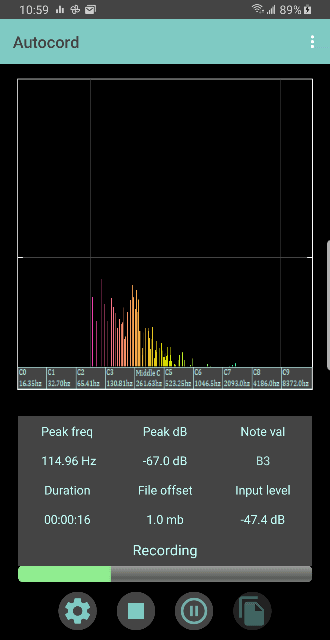 10:59 89%
Autocord
C0 C1 C2 C3 Middle C C5 C6 C7 C8 C9
16.35hz 32.70hz 65.41hz 130.81hz 261.63hz 523.25hz 1046.5hz 2093.0hz 4186.0hz 8372.0hz
Peak freq Peak dB Note val
114.96 Hz -67.0 dB B3
Duration File offset Input level
00:00:16 1.0 mb -47.4 dB
Recording